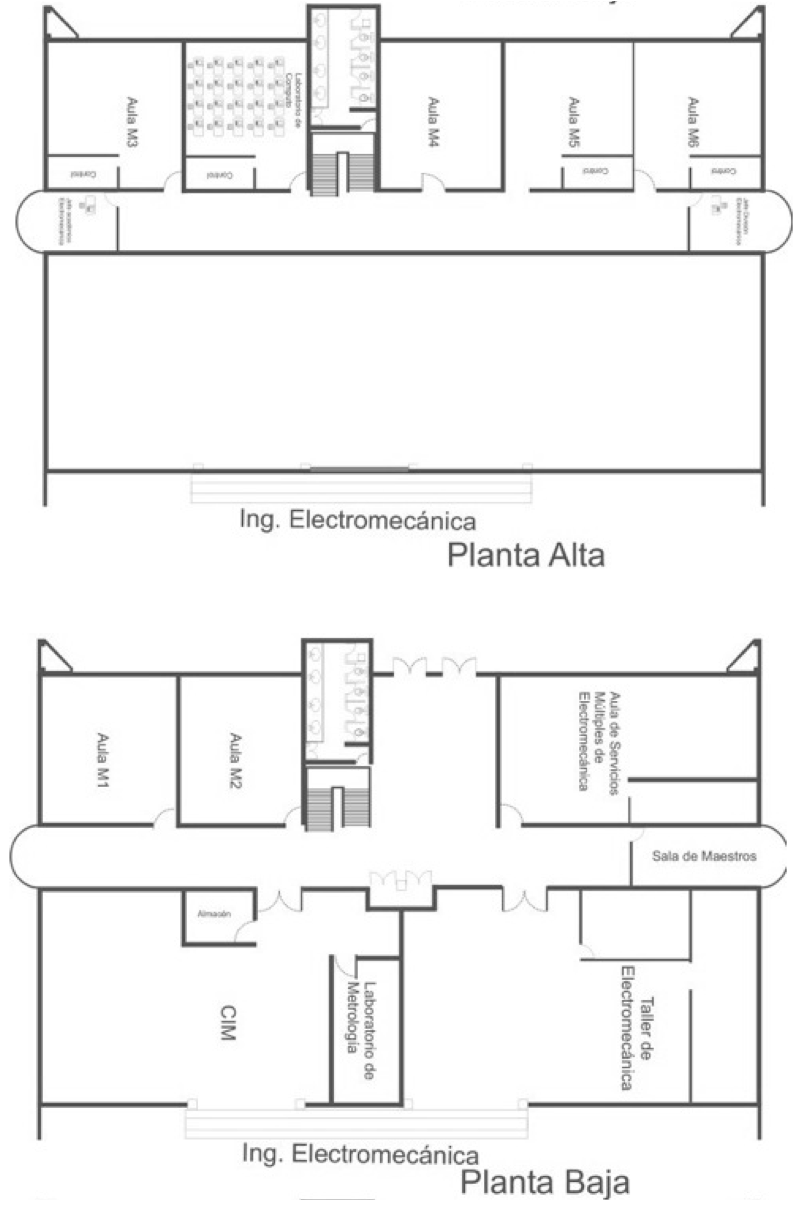 Aula M3
Laboratorio de
Computo
Aula M4
Aula M5
Aula M6
Control
Control
Control
Control
Jefe académico
Electromecánica
Jefe División
Electromecánica
Ing. Electromecánica
Planta Alta
Aula M1
Aula M2
Aula de Servicios
Múltiples de
Electromecánica
Sala de Maestros
Almacén
CIM
Laboratorio de
Metrología
Taller de
Electromecánica
Ing. Electromecánica
Planta Baja